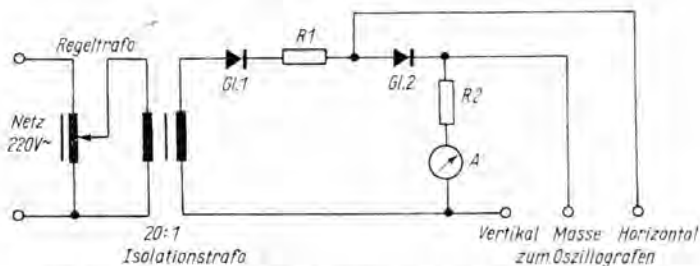 Regeltrafo
Netz
220V~
20:1
Isolationstrafo
Gl.1
R1
Gl.2
R2
A
Vertikal Masse Horizontal
zum Oszillografen